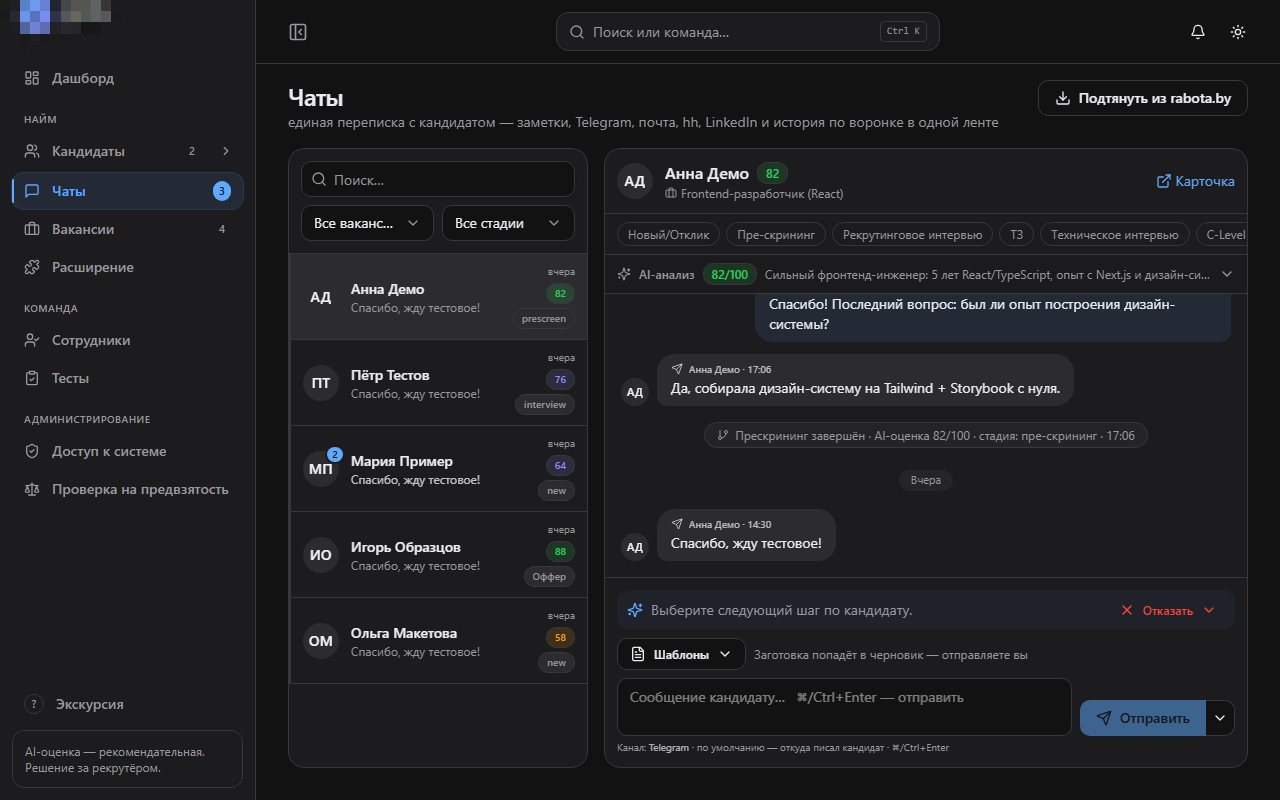 Поиск или команда...
Ctrl K
Дашборд
НАЙМ
Кандидаты 2
Чаты 3
Вакансии 4
Расширение
КОМАНДА
Сотрудники
Тесты
АДМИНИСТРИРОВАНИЕ
Доступ к системе
Проверка на предвзятость
? Экскурсия
AI-оценка — рекомендательная.
Решение за рекрутёром.
Чаты
единая переписка с кандидатом — заметки, Telegram, почта, hh, LinkedIn и история по воронке в одной ленте
Подтянуть из rabota.by
Поиск...
Все ваканс...
Все стадии
вчера
АД
Анна Демо
82
Спасибо, жду тестовое!
prescreen
вчера
ПТ
Пётр Тестов
76
Спасибо, жду тестовое!
interview
вчера
2
МП
Мария Пример
64
Спасибо, жду тестовое!
new
вчера
ИО
Игорь Образцов
88
Спасибо, жду тестовое!
Оффер
вчера
ОМ
Ольга Макетова
58
Спасибо, жду тестовое!
new
АД
Анна Демо 82
Frontend-разработчик (React)
Карточка
Новый/Отклик
Пре-скрининг
Рекрутинговое интервью
ТЗ
Техническое интервью
C-Level
AI-анализ 82/100 Сильный фронтенд-инженер: 5 лет React/TypeScript, опыт с Next.js и дизайн-си...
Спасибо! Последний вопрос: был ли опыт построения дизайн-
системы?
Анна Демо · 17:06
АД
Да, собирала дизайн-систему на Tailwind + Storybook с нуля.
Прескрининг завершён · AI-оценка 82/100 · стадия: пре-скрининг · 17:06
Вчера
Анна Демо · 14:30
АД
Спасибо, жду тестовое!
Выберите следующий шаг по кандидату.
Отказать
Шаблоны
Заготовка попадёт в черновик — отправляете вы
Сообщение кандидату... ⌘/Ctrl+Enter — отправить
Отправить
Канал: Telegram · по умолчанию — откуда писал кандидат · ⌘/Ctrl+Enter